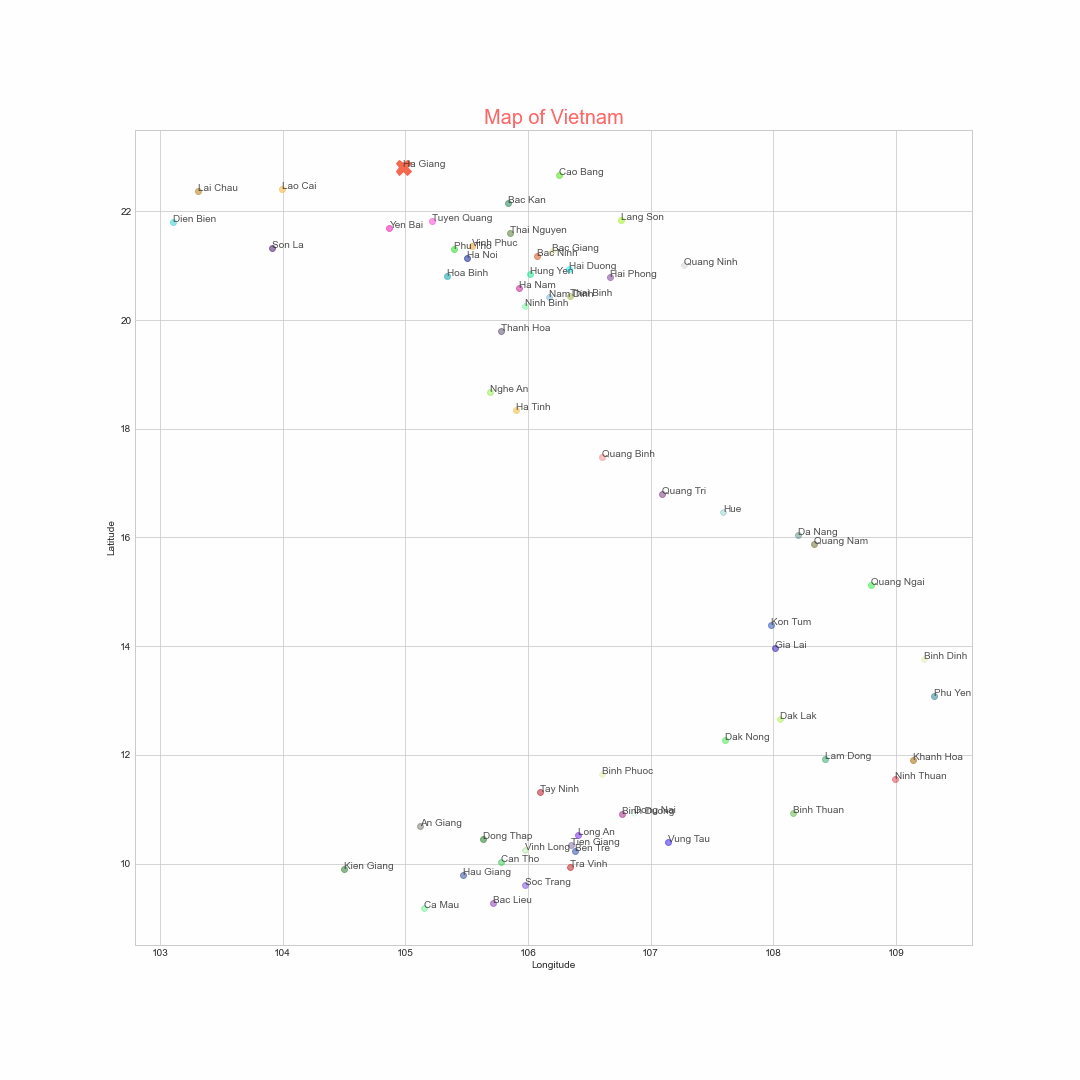 Map of Vietnam
Ha Giang
Cao Bang
Lai Chau
Lao Cai
Bac Kan
22
Dien Bien
Yen Bai
Tuyen Quang
Lang Son
Thai Nguyen
Son La
Phu Tho
Vinh Phuc
Ha Noi
Bac Giang
Bac Ninh
Quang Ninh
Hoa Binh
Hung Yen
Hai Duong
Hai Phong
Ha Nam
Nam Dinh
Thai Binh
Ninh Binh
20
Thanh Hoa
Nghe An
Ha Tinh
18
Quang Binh
Quang Tri
Hue
16
Da Nang
Quang Nam
Latitude
Quang Ngai
Kon Tum
14
Gia Lai
Binh Dinh
Phu Yen
Dak Lak
Dak Nong
12
Lam Dong
Khanh Hoa
Binh Phuoc
Ninh Thuan
Tay Ninh
Binh Duong
Dong Nai
Binh Thuan
An Giang
Dong Thap
Long An
Vung Tau
Vinh Long
Tien Giang
Ben Tre
10
Kien Giang
Can Tho
Tra Vinh
Hau Giang
Soc Trang
Ca Mau
Bac Lieu
103
104
105
106
107
108
109
Longitude